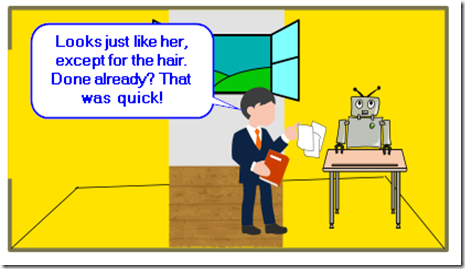 Looks just like her,
except for the hair.
Done already? That
was quick!